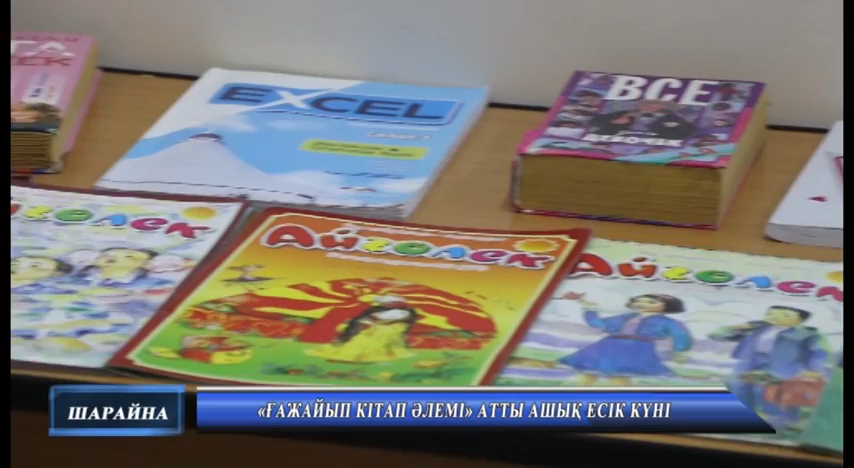 EXCEL
ВСЕ
Айгөлек
Айгөлек
Айгөлек
ШАРАЙНА
«ҒАЖАЙЫП КІТАП ӘЛЕМІ» АТТЫ АШЫҚ ЕСІК КҮНІ